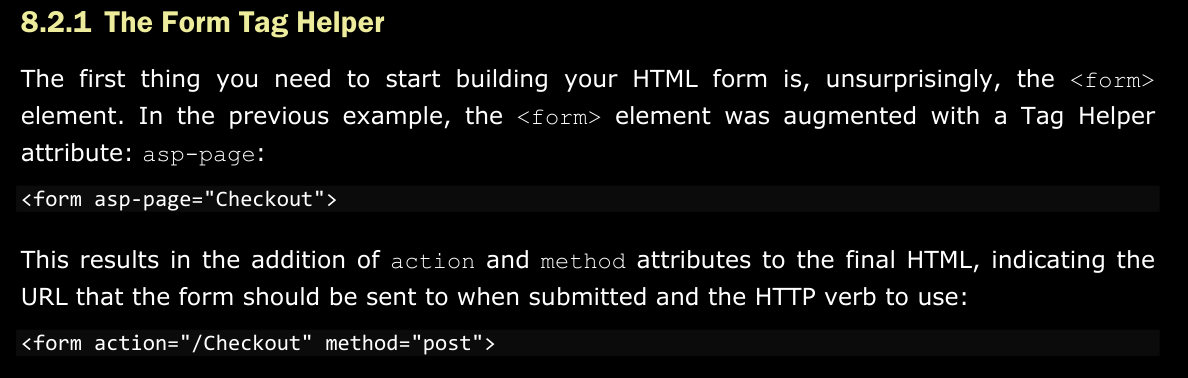 8.2.1 The Form Tag Helper
The first thing you need to start building your HTML form is, unsurprisingly, the <form>
element. In the previous example, the <form> element was augmented with a Tag Helper
attribute: asp-page:
<form asp-page="Checkout">
This results in the addition of action and method attributes to the final HTML, indicating the
URL that the form should be sent to when submitted and the HTTP verb to use:
<form action="/Checkout" method="post">